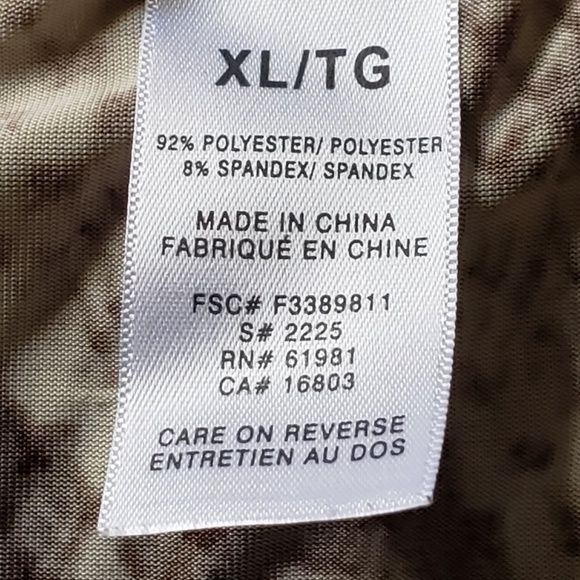 XL/TG
92% POLYESTER/ POLYESTER
8% SPANDEX/ SPANDEX
MADE IN CHINA
FABRIQUÉ EN CHINE
FSC# F3389811
S# 2225
RN# 61981
CA# 16803
CARE ON REVERSE
ENTRETIEN AU DOS